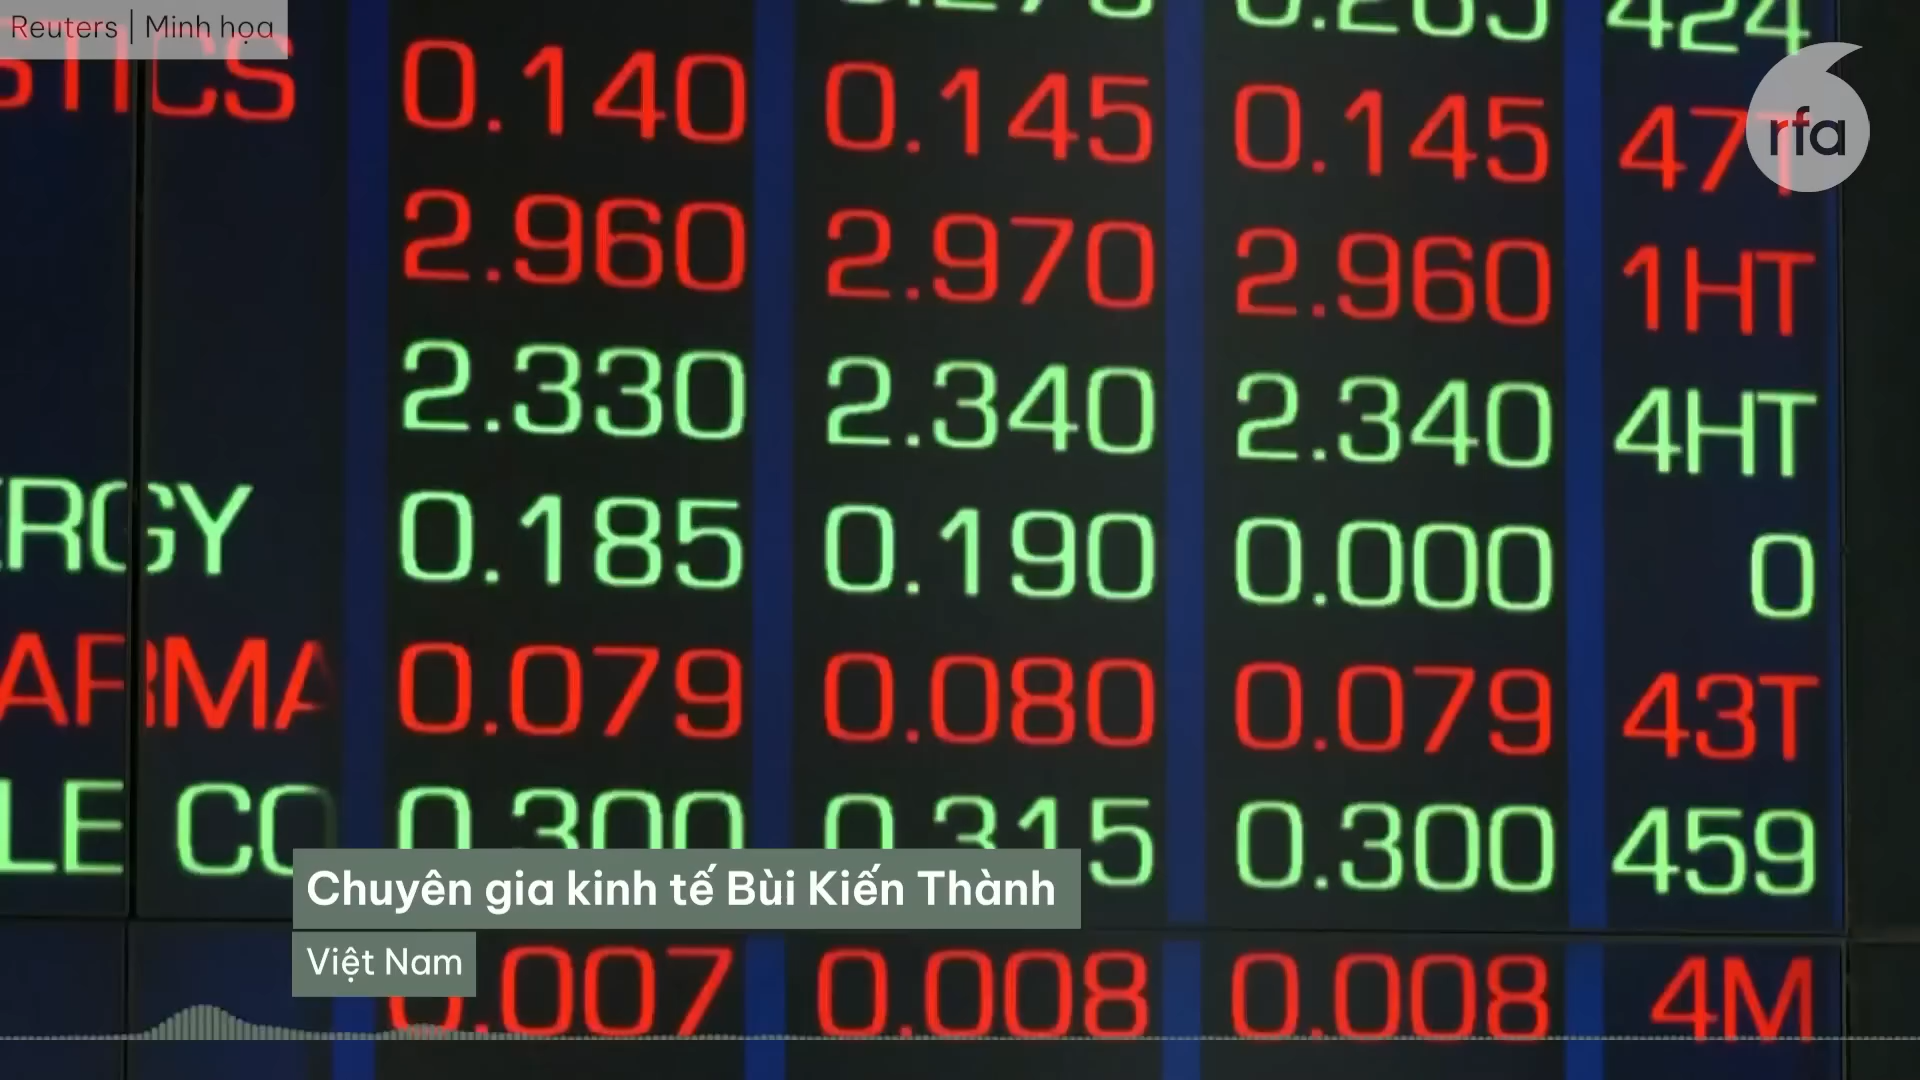 Reuters | Minh họa
424
STICS 0.140 0.145 0.145 47T
rfa
2.960 2.970 2.960 1HT
2.330 2.340 2.340 4HT
ERGY 0.185 0.190 0.000 0
ARMA 0.079 0.080 0.079 43T
LE CO 0.300 0.315 0.300 459
Chuyên gia kinh tế Bùi Kiến Thành
Việt Nam
0.007 0.008 0.008 4M